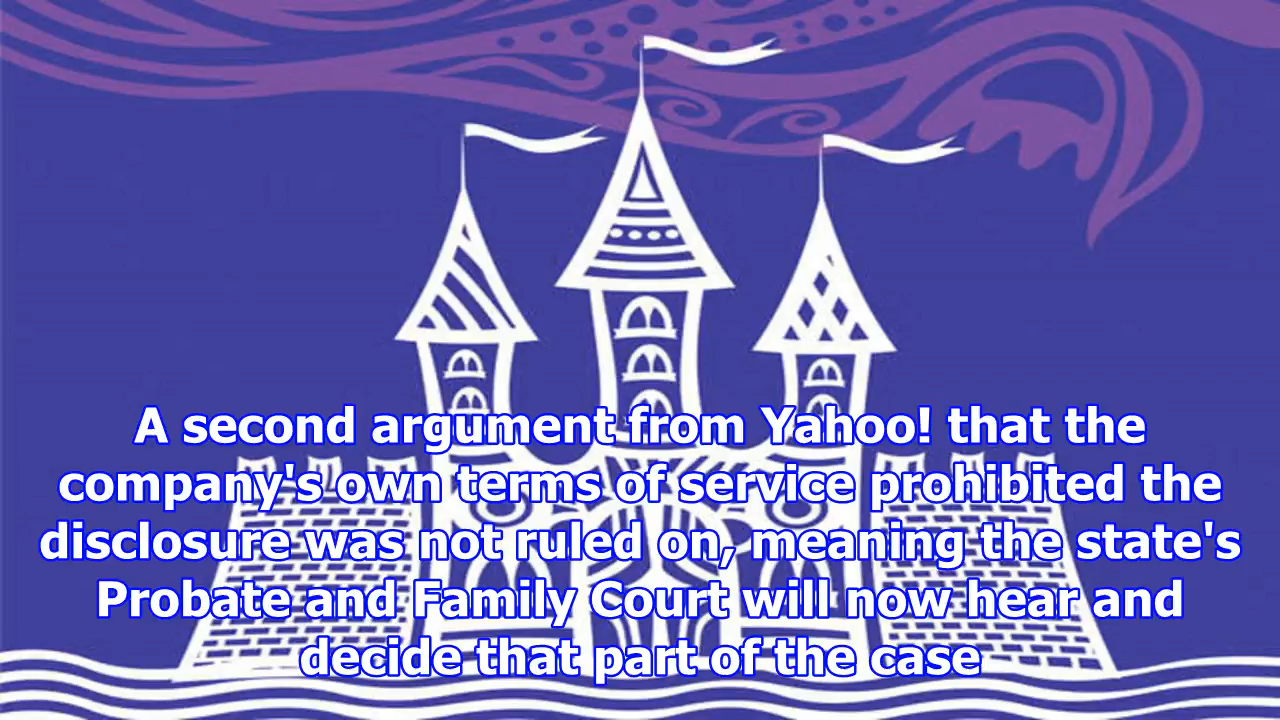 A second argument from Yahoo! that the
company's own terms of service prohibited the
disclosure was not ruled on, meaning the state's
Probate and Family Court will now hear and
decide that part of the case